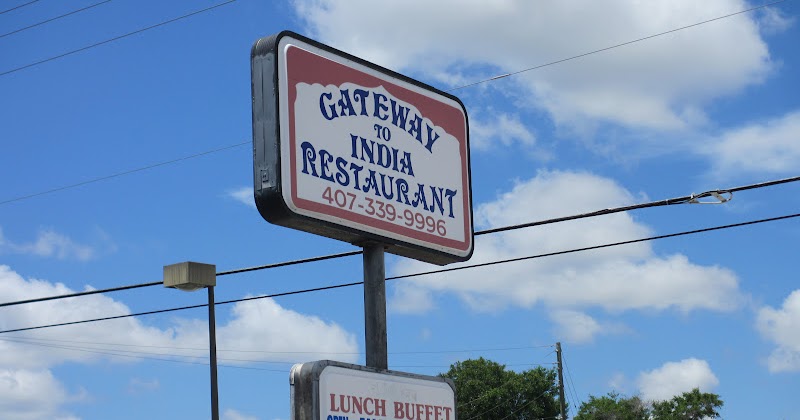 GATEWAY
TO
INDIA
RESTAURANT
407-339-9996
LUNCH BUFFET